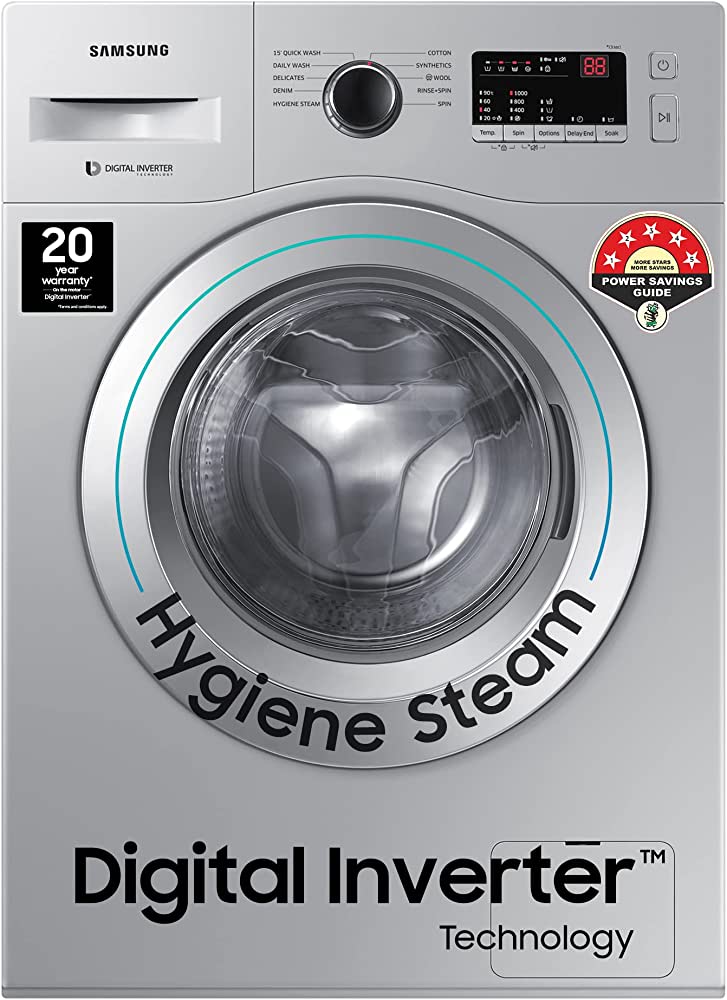 SAMSUNG
DIGITAL INVERTER
TECHNOLOGY
15' QUICK WASH
DAILY WASH
DELICATES
DENIM
HYGIENE STEAM
COTTON
SYNTHETICS
WOOL
RINSE+SPIN
SPIN
88
90℃
60
40
20
1000
800
400
Temp.
Spin
Options
Delay End
Soak
20
year
warranty*
On the motor
Digital Inverter™
*Terms and conditions apply.
MORE STARS
MORE SAVINGS
POWER SAVINGS
GUIDE
Hygiene Steam
Digital Inverter™
Technology